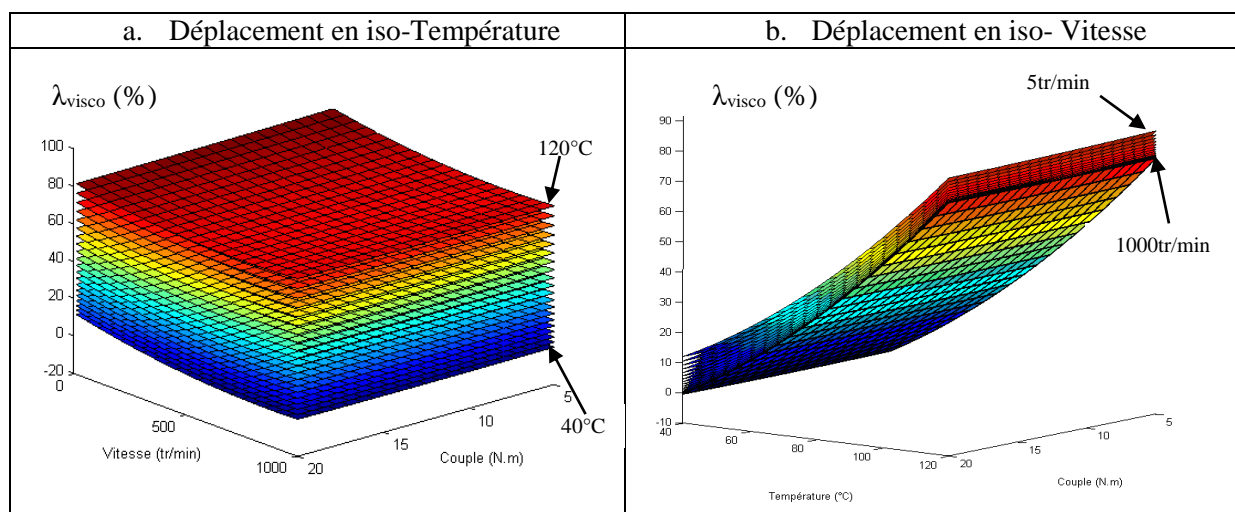 a. Déplacement en iso-Température
b. Déplacement en iso- Vitesse
λvisco (%)
100
80
60
40
20
0
-20
0
500
1000
Vitesse (tr/min)
20
15
10
5
Couple (N.m)
120°C
40°C
λvisco (%)
90
80
70
60
50
40
30
20
10
0
-10
40
60
80
100
120
Température (°C)
20
15
10
5
Couple (N.m)
5tr/min
1000tr/min